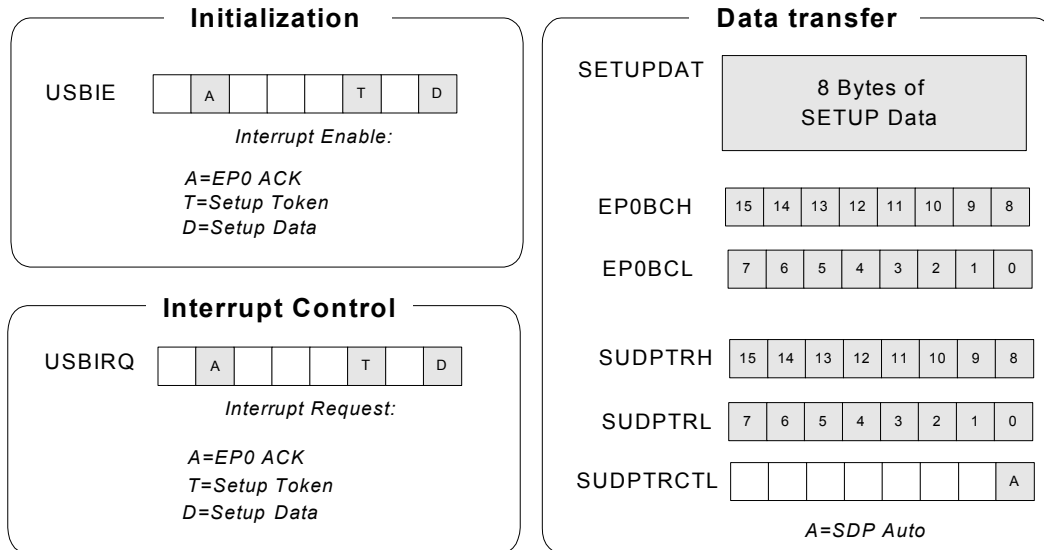 Initialization
USBIE
A T D
Interrupt Enable:
A=EP0 ACK
T=Setup Token
D=Setup Data
Interrupt Control
USBIRQ
A T D
Interrupt Request:
A=EP0 ACK
T=Setup Token
D=Setup Data
Data transfer
SETUPDAT
8 Bytes of
SETUP Data
EP0BCH
15 14 13 12 11 10 9 8
EP0BCL
7 6 5 4 3 2 1 0
SUDPTRH
15 14 13 12 11 10 9 8
SUDPTRL
7 6 5 4 3 2 1 0
SUDPTRCTL
A
A=SDP Auto